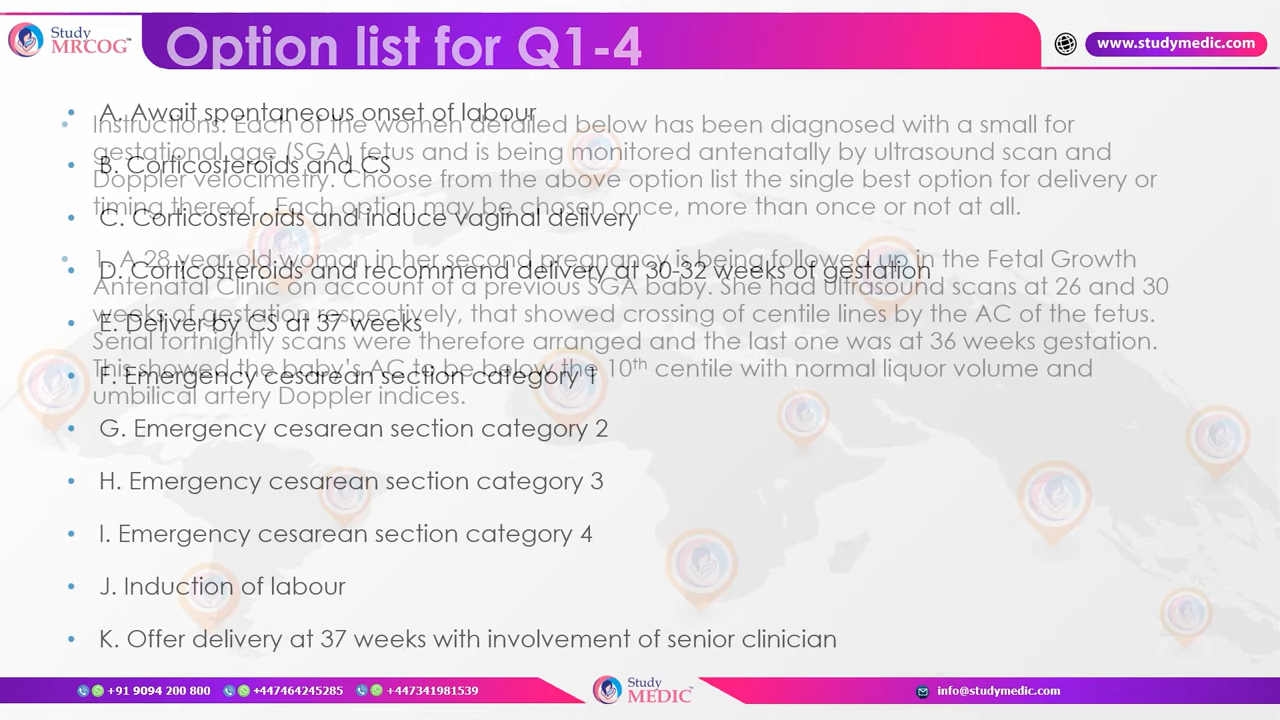 Study
MRCOG™
Option list for Q1-4
www.studymedic.com
• A. Await spontaneous onset of labour
• Instructions: Each of the women detailed below has been diagnosed with a small for
gestational age (SGA) fetus and is being monitored antenatally by ultrasound scan and
• B. Corticosteroids and CS
Doppler velocimetry. Choose from the above option list the single best option for delivery or
timing thereof. Each option may be chosen once, more than once or not at all.
• C. Corticosteroids and induce vaginal delivery
• 1. A 28 year old woman in her second pregnancy is being followed up in the Fetal Growth
• D. Corticosteroids and recommend delivery at 30-32 weeks of gestation
Antenatal Clinic on account of a previous SGA baby. She had ultrasound scans at 26 and 30
weeks of gestation respectively, that showed crossing of centile lines by the AC of the fetus.
• E. Deliver by CS at 37 weeks
Serial fortnightly scans were therefore arranged and the last one was at 36 weeks gestation.
This showed the baby's AC to be below the 10th centile with normal liquor volume and
• F. Emergency cesarean section category 1
umbilical artery Doppler indices.
• G. Emergency cesarean section category 2
• H. Emergency cesarean section category 3
• I. Emergency cesarean section category 4
• J. Induction of labour
• K. Offer delivery at 37 weeks with involvement of senior clinician
+91 9094 200 800 +447464245285 +447341981539
Study
MEDIC™
info@studymedic.com